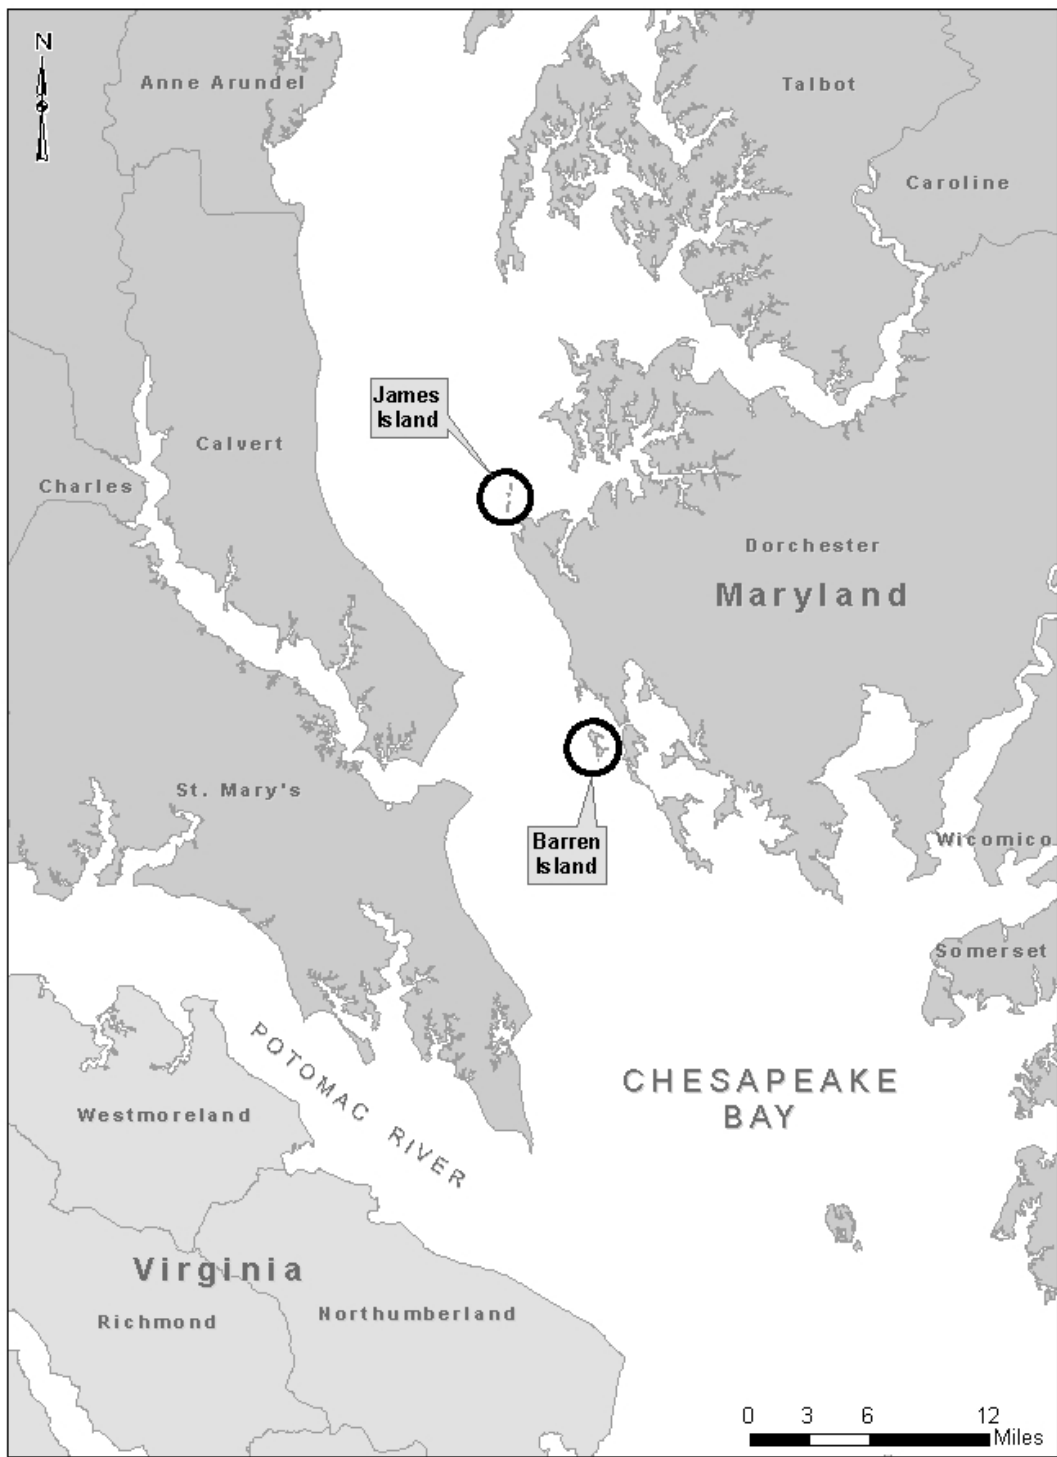 N
Anne Arundel
Talbot
Caroline
James
Island
Calvert
Charles
Dorchester
Maryland
St. Mary's
Barren
Island
Wicomico
Somerset
POTOMAC RIVER
CHESAPEAKE
BAY
Westmoreland
Virginia
Richmond
Northumberland
0 3 6 12
Miles